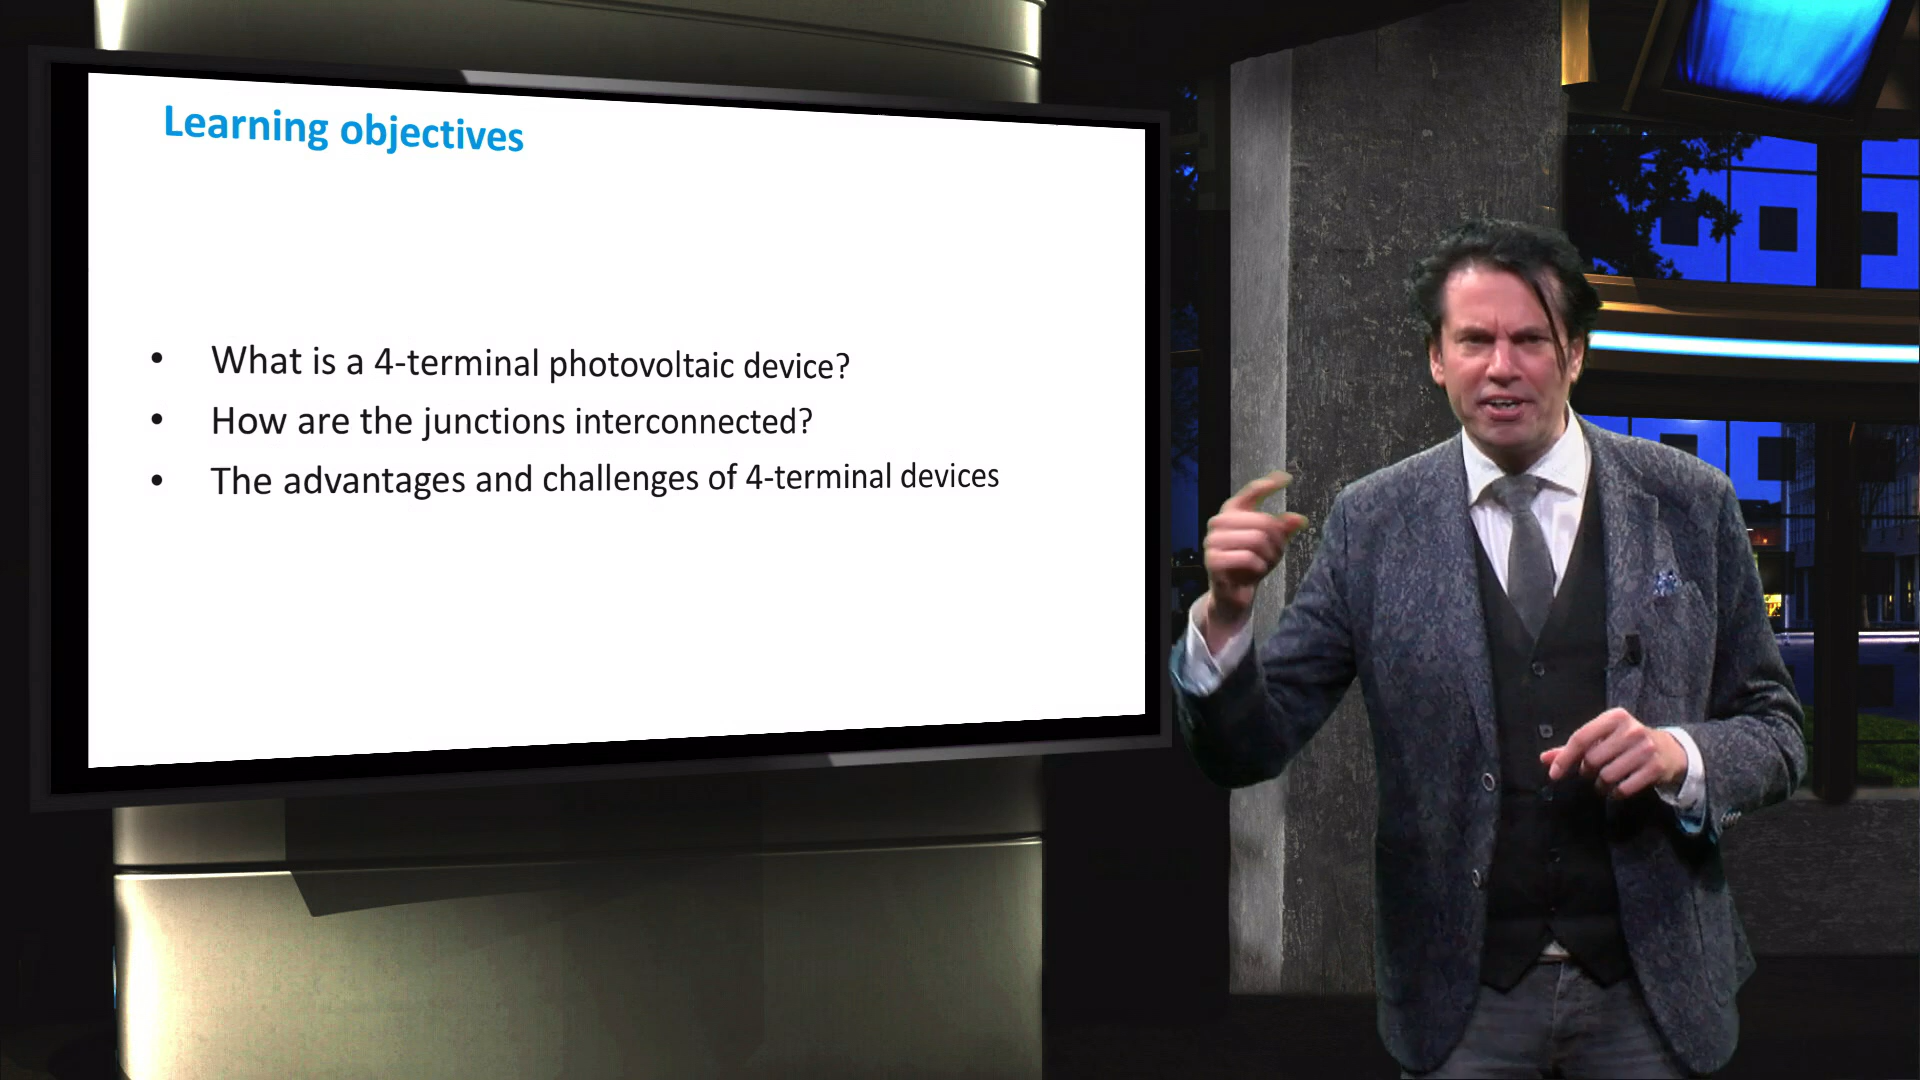 Learning objectives
• What is a 4-terminal photovoltaic device?
• How are the junctions interconnected?
• The advantages and challenges of 4-terminal devices